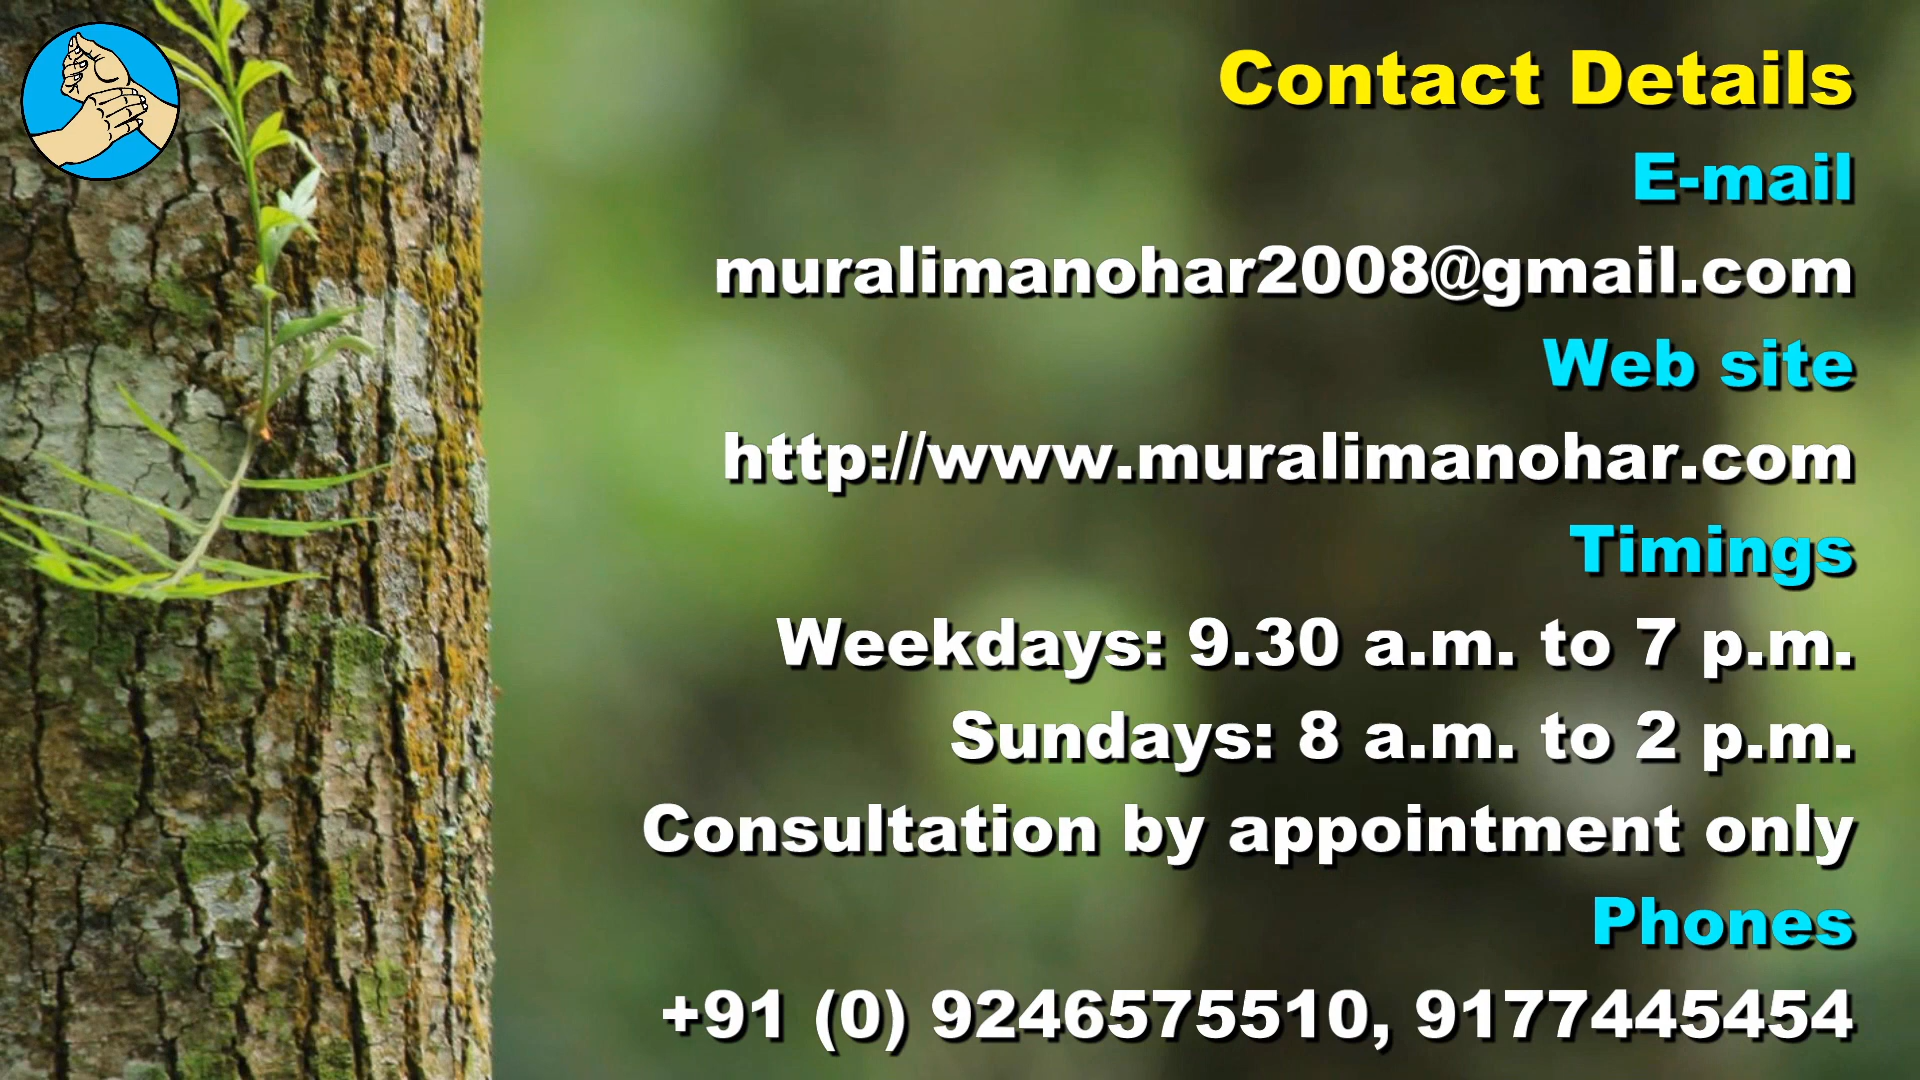 Contact Details
E-mail
muralimanohar2008@gmail.com
Web site
http://www.muralimanohar.com
Timings
Weekdays: 9.30 a.m. to 7 p.m.
Sundays: 8 a.m. to 2 p.m.
Consultation by appointment only
Phones
+91 (0) 9246575510, 9177445454